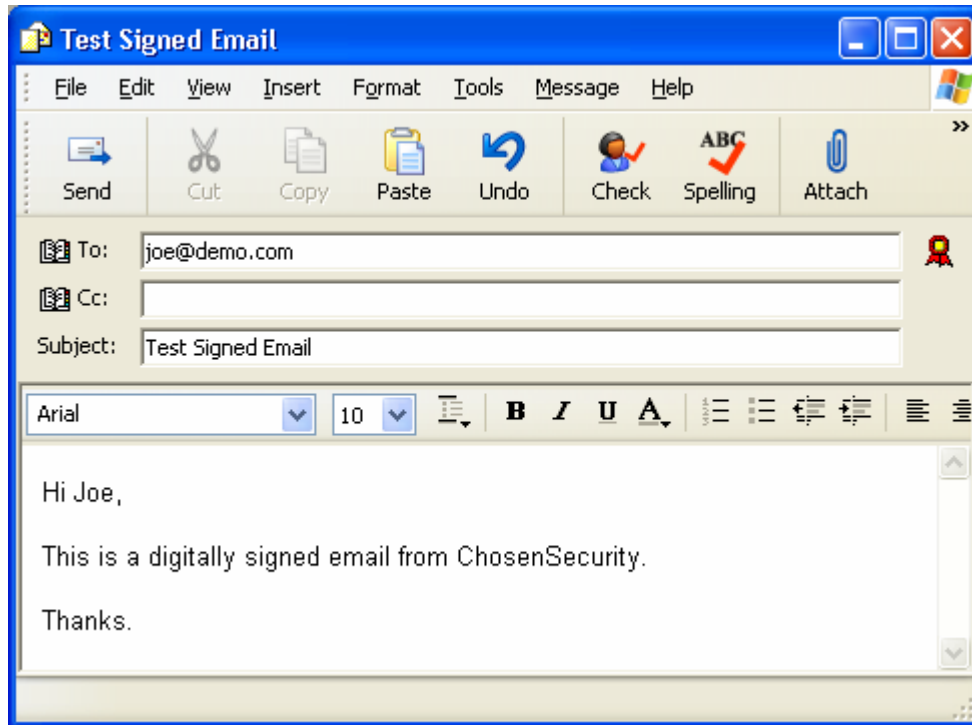 Test Signed Email
File Edit View Insert Format Tools Message Help
Send Cut Copy Paste Undo ABC Check Spelling Attach
To: joe@demo.com
Cc:
Subject: Test Signed Email
Arial 10 B I U A
Hi Joe,
This is a digitally signed email from ChosenSecurity.
Thanks.